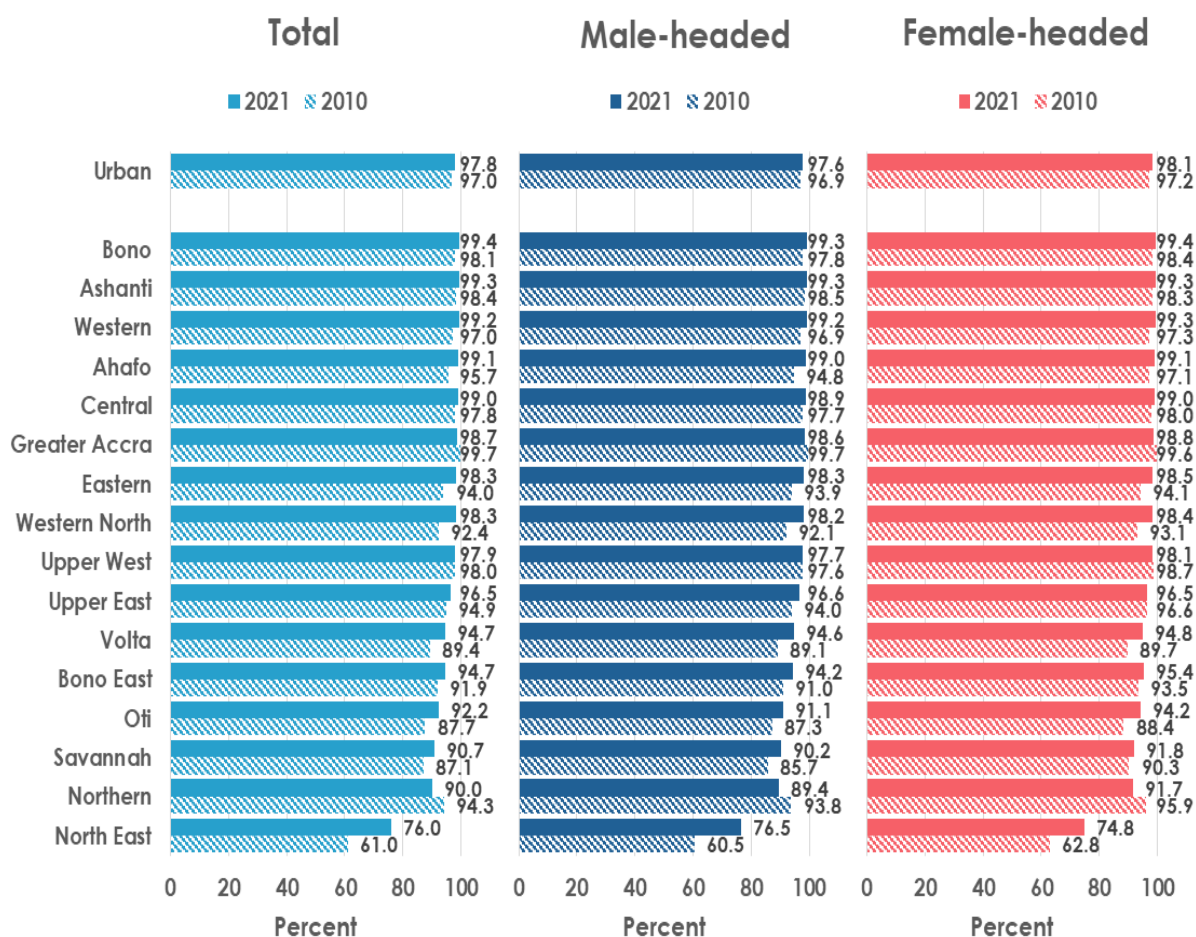 Total Male-headed Female-headed
2021 2010 2021 2010 2021 2010
Urban 97.8 97.6 98.1
97.0 96.9 97.2
Bono 99.4 99.3 99.4
98.1 97.8 98.4
Ashanti 99.3 99.3 99.3
98.4 98.5 98.3
Western 99.2 99.2 99.3
97.0 96.9 97.3
Ahafo 99.1 99.0 99.1
95.7 94.8 97.1
Central 99.0 98.9 99.0
97.8 97.7 98.0
Greater Accra 98.7 98.6 98.8
99.7 99.7 99.6
Eastern 98.3 98.3 98.5
94.0 93.9 94.1
Western North 98.3 98.2 98.4
92.4 92.1 93.1
Upper West 97.9 97.7 98.1
98.0 97.6 98.7
Upper East 96.5 96.6 96.5
94.9 94.0 96.6
Volta 94.7 94.6 94.8
89.4 89.1 89.7
Bono East 94.7 94.2 95.4
91.9 91.0 93.5
Oti 92.2 91.1 94.2
87.7 87.3 88.4
Savannah 90.7 90.2 91.8
87.1 85.7 90.3
Northern 90.0 89.4 91.7
94.3 93.8 95.9
North East 76.0 76.5 74.8
61.0 60.5 62.8
0 20 40 60 80 100 0 20 40 60 80 100 0 20 40 60 80 100
Percent Percent Percent